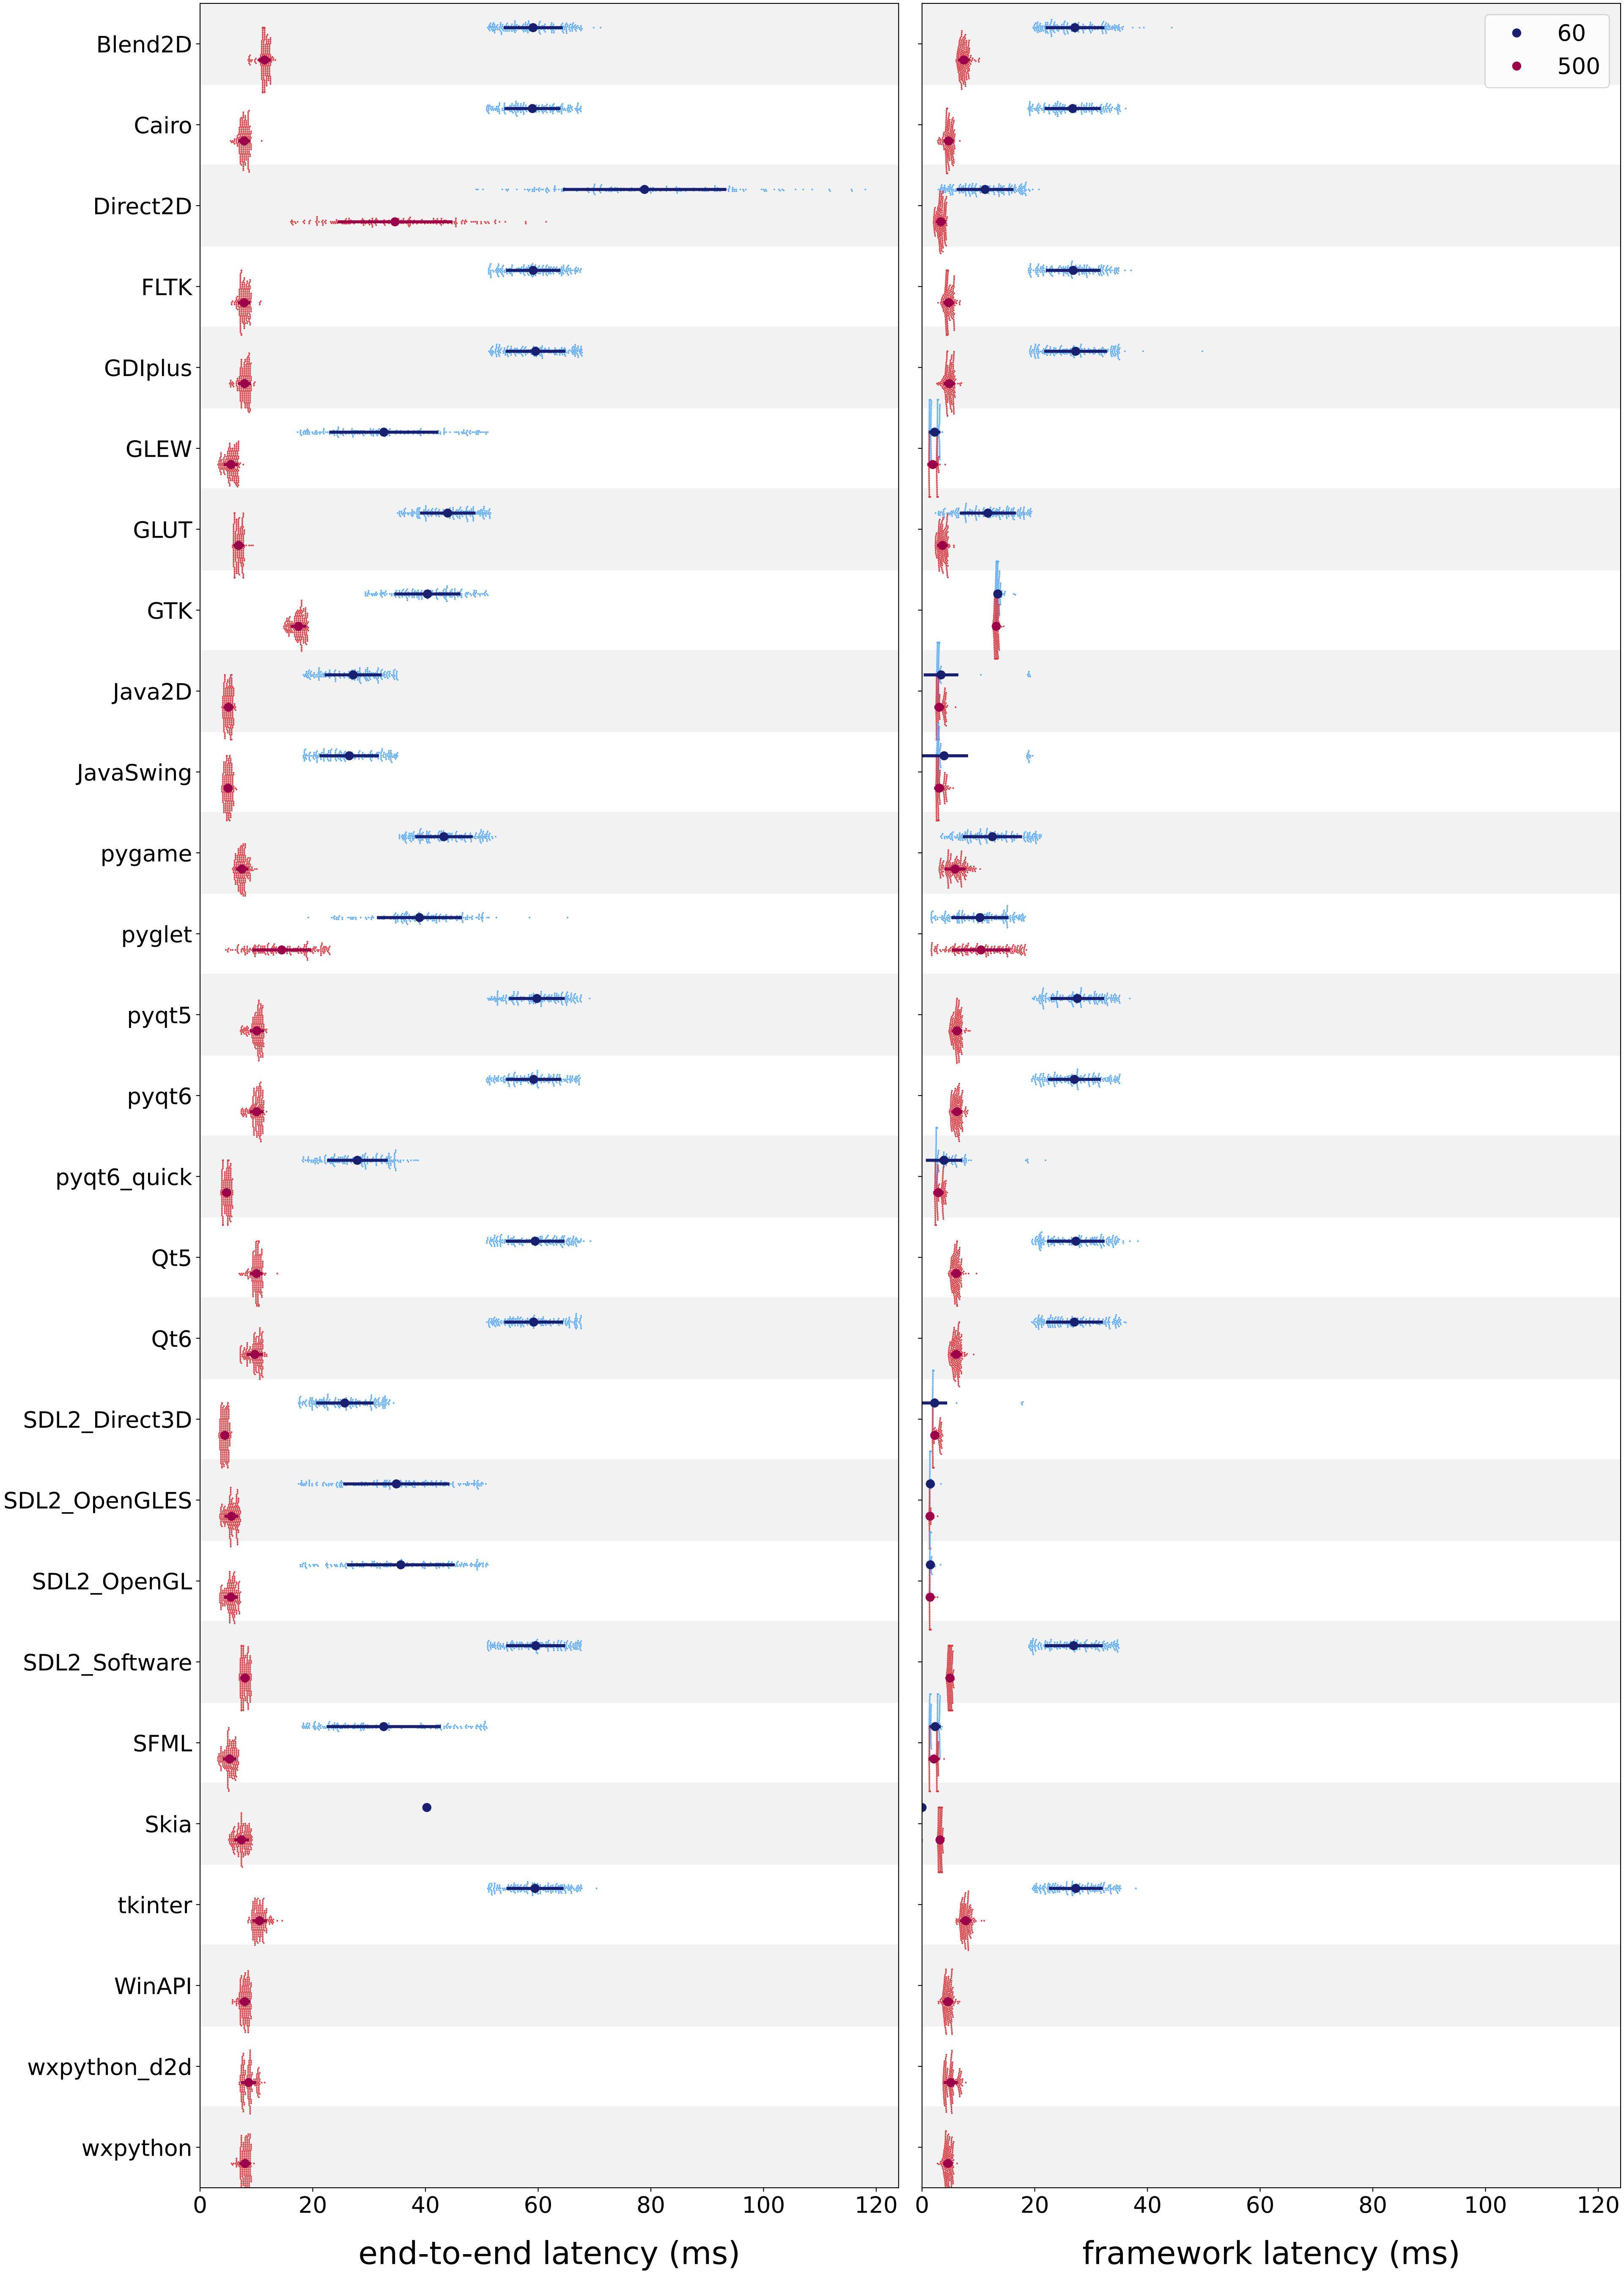 60
500
Blend2D
Cairo
Direct2D
FLTK
GDIplus
GLEW
GLUT
GTK
Java2D
JavaSwing
pygame
pyglet
pyqt5
pyqt6
pyqt6_quick
Qt5
Qt6
SDL2_Direct3D
SDL2_OpenGLES
SDL2_OpenGL
SDL2_Software
SFML
Skia
tkinter
WinAPI
wxpython_d2d
wxpython
0 20 40 60 80 100 120 0 20 40 60 80 100 120
end-to-end latency (ms) framework latency (ms)